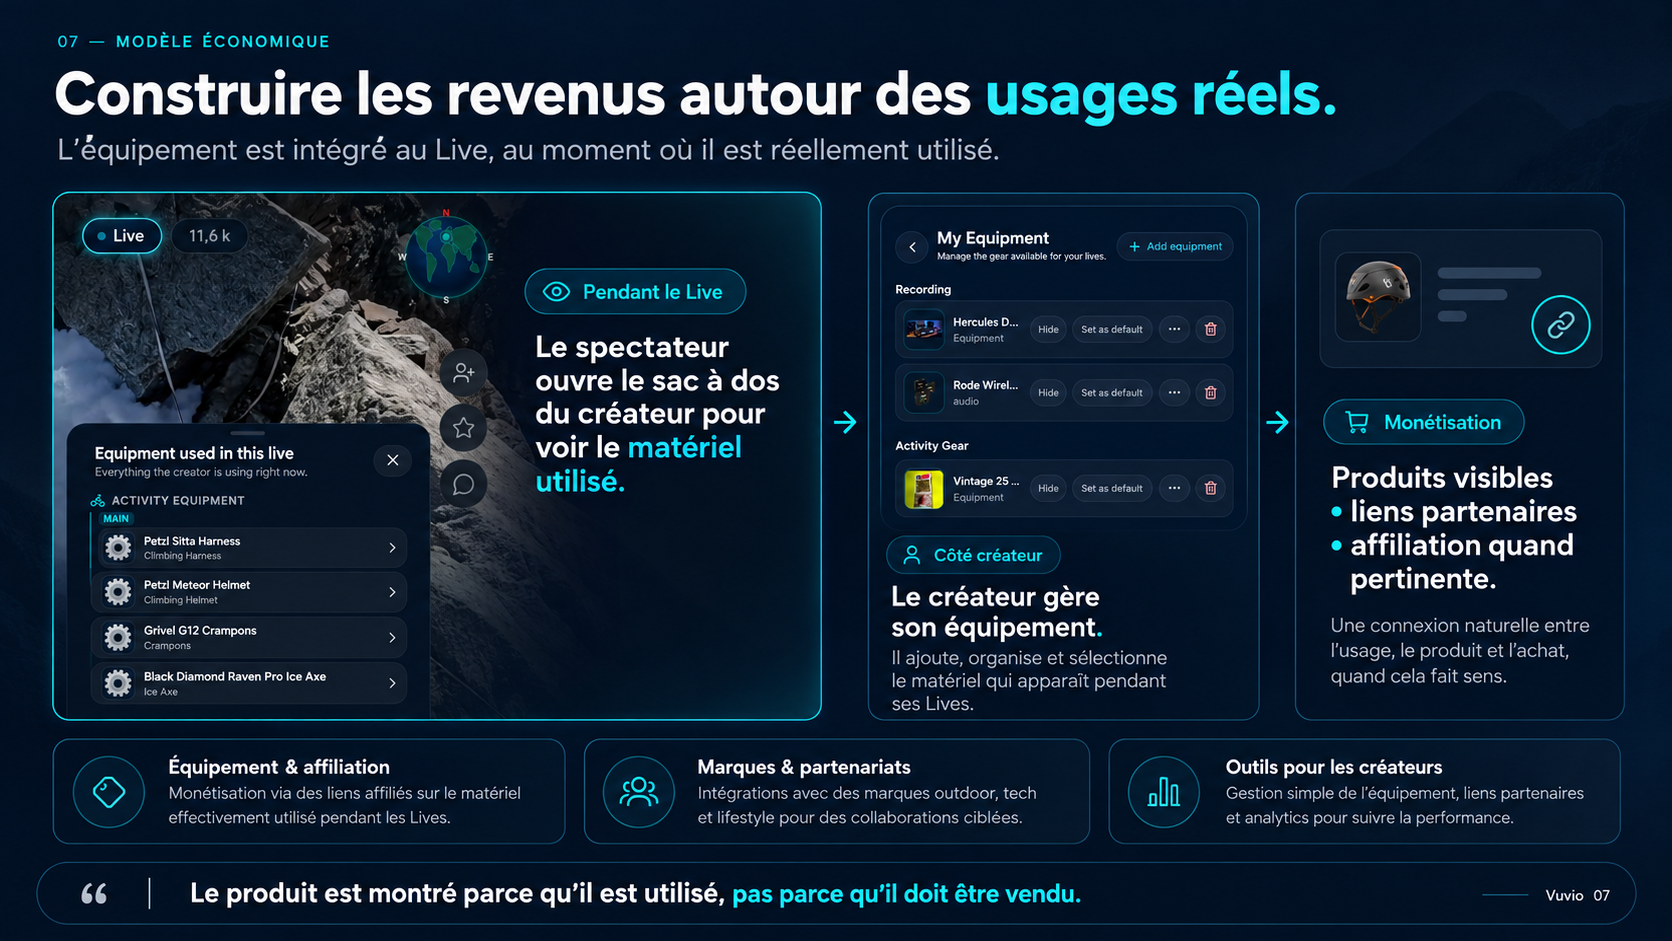 07 — MODÈLE ÉCONOMIQUE
Construire les revenus autour des usages réels.
L'équipement est intégré au Live, au moment où il est réellement utilisé.
Live
11,6 k
N
W
E
S
Pendant le Live
Le spectateur
ouvre le sac à dos
du créateur pour
voir le matériel
utilisé.
Equipment used in this live
Everything the creator is using right now.
ACTIVITY EQUIPMENT
MAIN
Petzl Sitta Harness
Climbing Harness
Petzl Meteor Helmet
Climbing Helmet
Grivel G12 Crampons
Crampons
Black Diamond Raven Pro Ice Axe
Ice Axe
My Equipment
Manage the gear available for your lives.
+ Add equipment
Recording
Hercules D...
Equipment
Hide
Set as default
Rode Wirel...
audio
Hide
Set as default
Activity Gear
Vintage 25 ...
Equipment
Hide
Set as default
Côté créateur
Le créateur gère
son équipement.
Il ajoute, organise et sélectionne
le matériel qui apparaît pendant
ses Lives.
Monétisation
Produits visibles
• liens partenaires
• affiliation quand
pertinente.
Une connexion naturelle entre
l'usage, le produit et l'achat,
quand cela fait sens.
Équipement & affiliation
Monétisation via des liens affiliés sur le matériel
effectivement utilisé pendant les Lives.
Marques & partenariats
Intégrations avec des marques outdoor, tech
et lifestyle pour des collaborations ciblées.
Outils pour les créateurs
Gestion simple de l'équipement, liens partenaires
et analytics pour suivre la performance.
“ Le produit est montré parce qu'il est utilisé, pas parce qu'il doit être vendu.
Vuvio 07